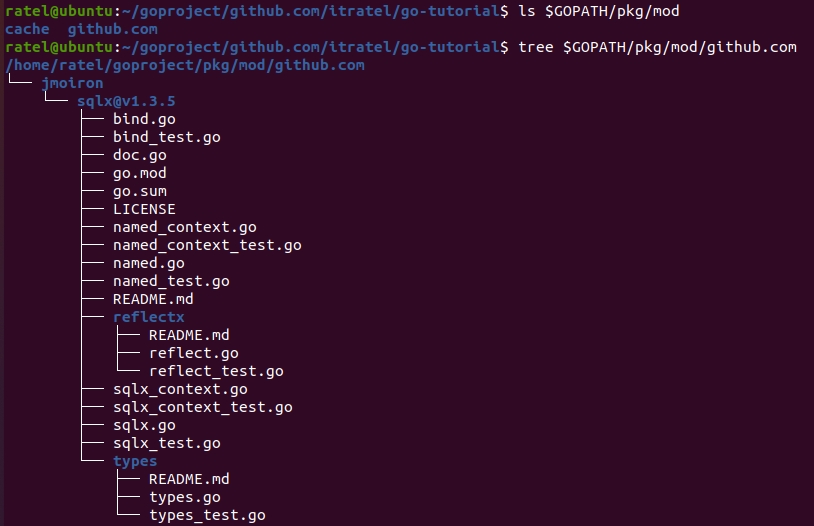 ratel@ubuntu:~/goproject/github.com/itratel/go-tutorial$ ls $GOPATH/pkg/mod
cache  github.com
ratel@ubuntu:~/goproject/github.com/itratel/go-tutorial$ tree $GOPATH/pkg/mod/github.com
/home/ratel/goproject/pkg/mod/github.com
└── jmoiron
    └── sqlx@v1.3.5
        ├── bind.go
        ├── bind_test.go
        ├── doc.go
        ├── go.mod
        ├── go.sum
        ├── LICENSE
        ├── named_context.go
        ├── named_context_test.go
        ├── named.go
        ├── named_test.go
        ├── README.md
        ├── reflectx
        │   ├── README.md
        │   ├── reflect.go
        │   └── reflect_test.go
        ├── sqlx_context.go
        ├── sqlx_context_test.go
        ├── sqlx.go
        ├── sqlx_test.go
        └── types
            ├── README.md
            ├── types.go
            └── types_test.go